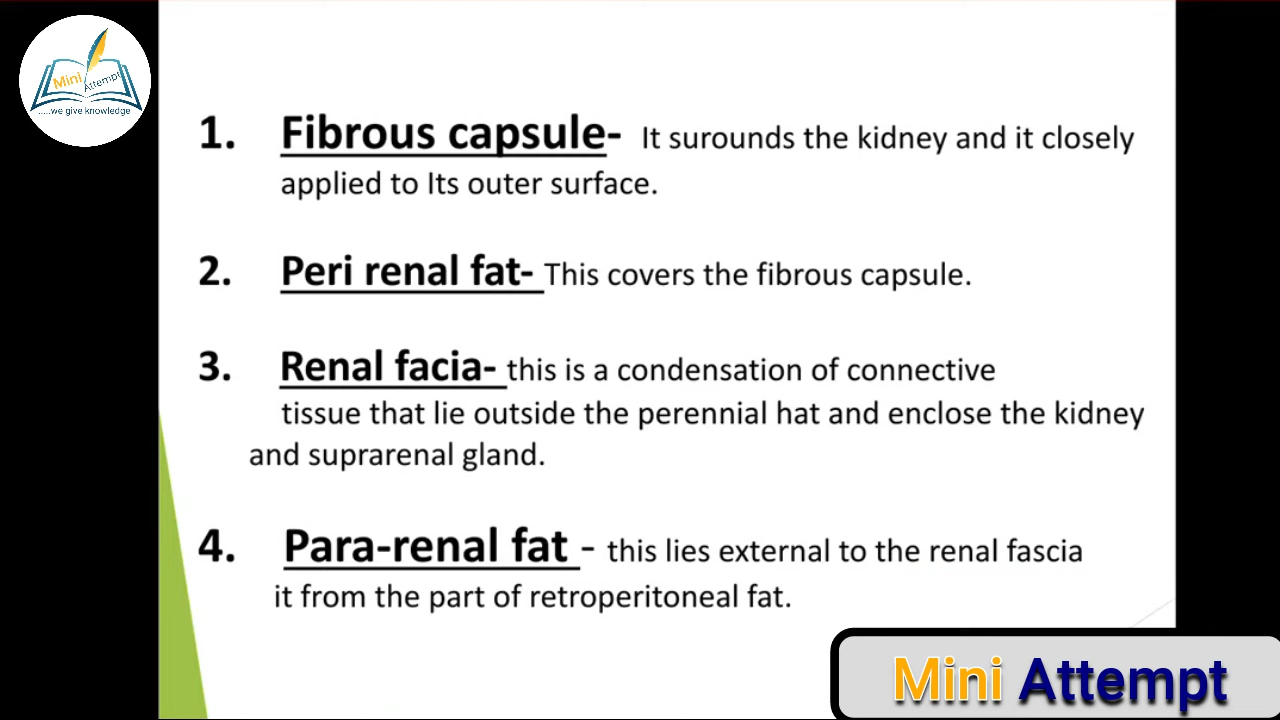 Mini
Attempt
.....we give knowledge
1. Fibrous capsule- It surounds the kidney and it closely
applied to Its outer surface.
2. Peri renal fat- This covers the fibrous capsule.
3. Renal facia- this is a condensation of connective
tissue that lie outside the perennial hat and enclose the kidney
and suprarenal gland.
4. Para-renal fat - this lies external to the renal fascia
it from the part of retroperitoneal fat.
Mini Attempt